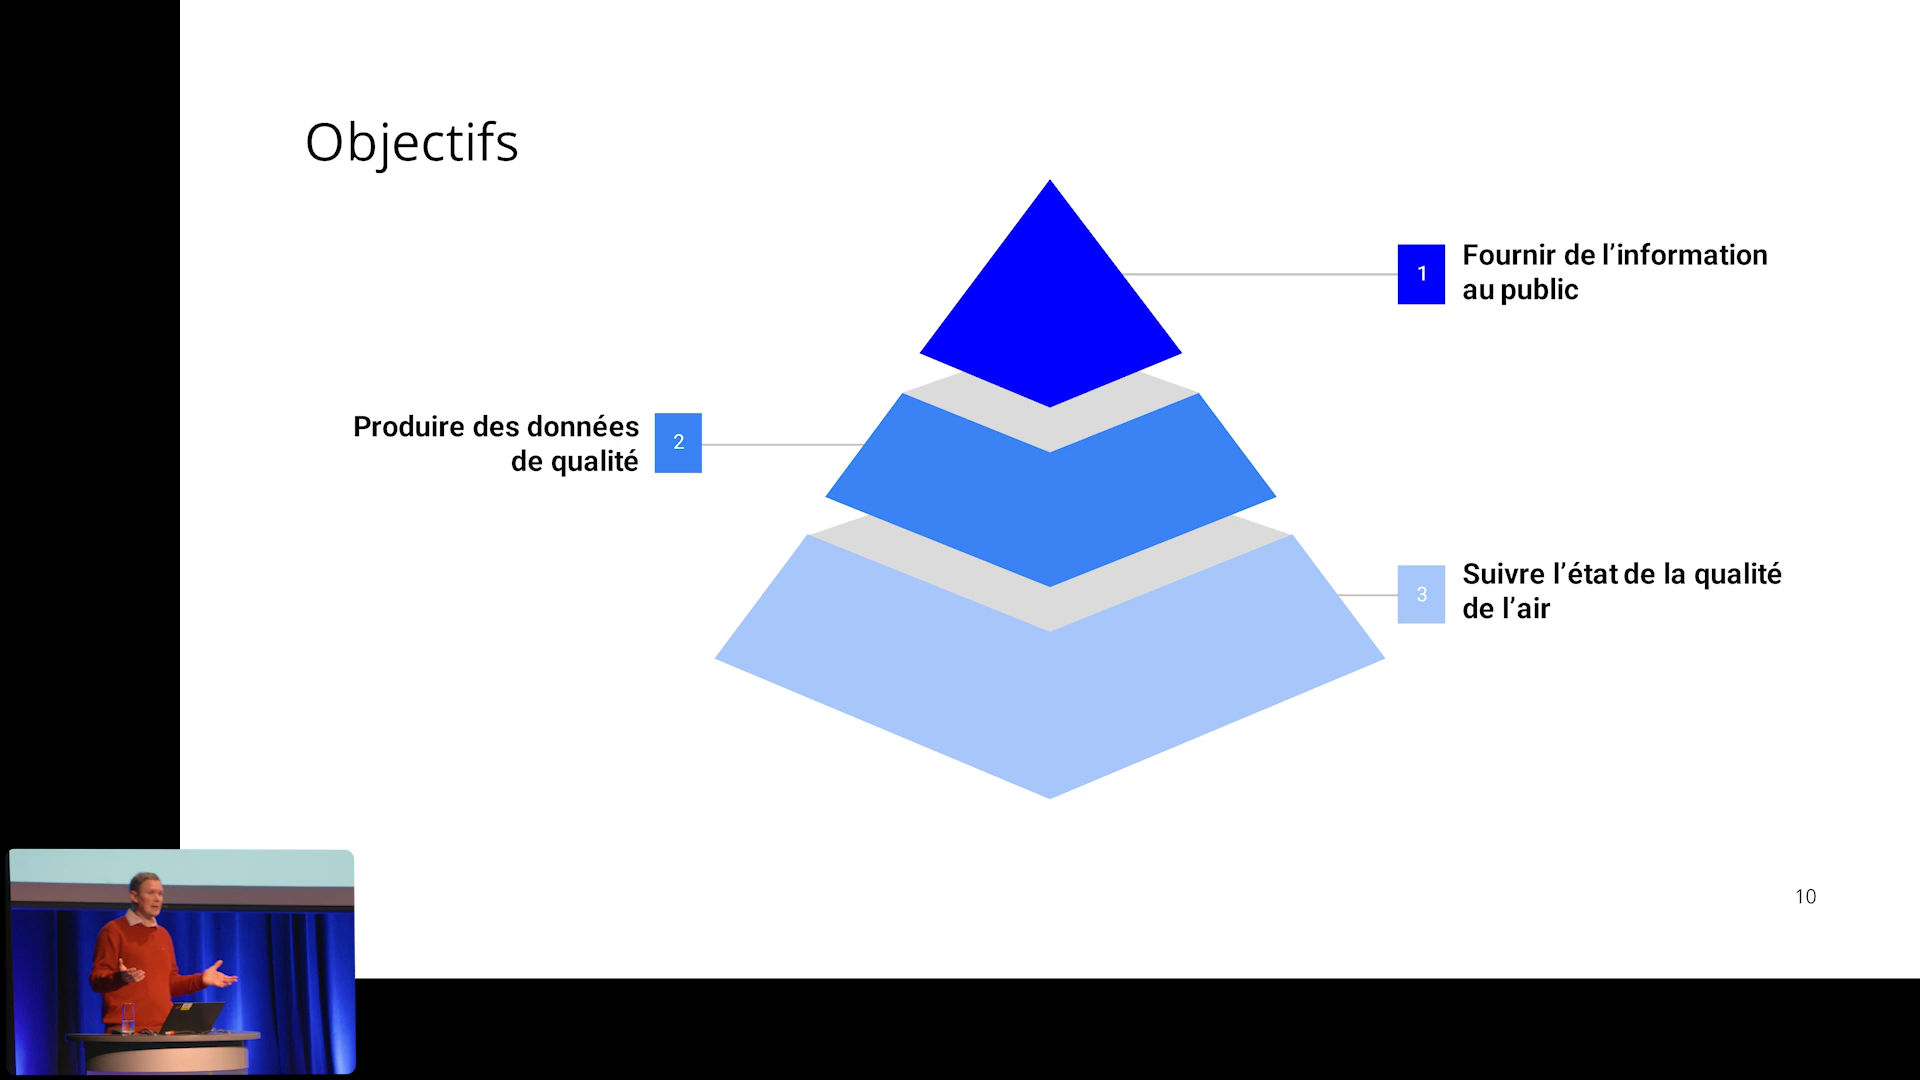 Objectifs
1
Fournir de l’information
au public
Produire des données
de qualité
2
3
Suivre l’état de la qualité
de l’air
10